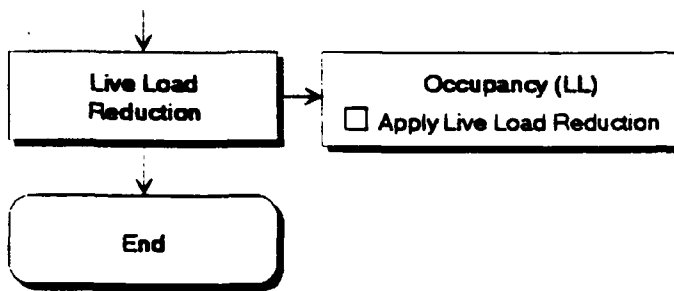 Live Load
Reduction
Occupancy (LL)
Apply Live Load Reduction
End